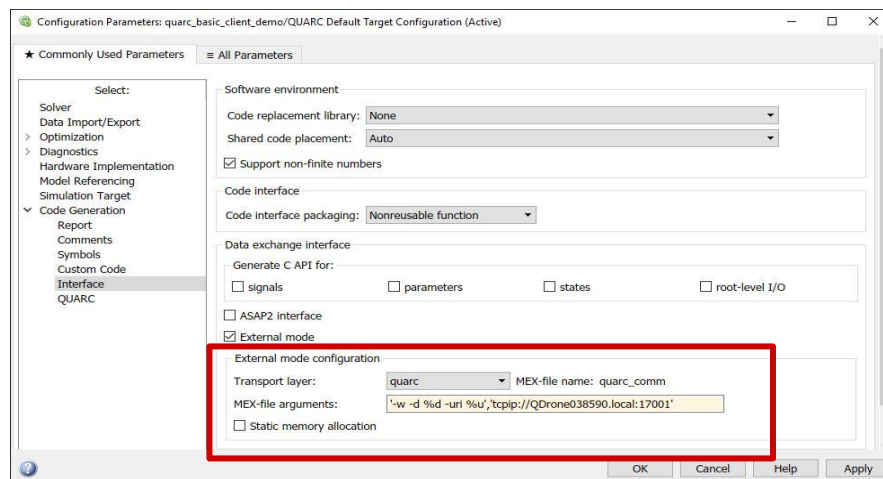 Configuration Parameters: quarc_basic_client_demo/QUARC Default Target Configuration (Active)
★ Commonly Used Parameters
≡ All Parameters
Select:
Solver
Data Import/Export
Optimization
Diagnostics
Hardware Implementation
Model Referencing
Simulation Target
Code Generation
Report
Comments
Symbols
Custom Code
Interface
QUARC
Software environment
Code replacement library: None
Shared code placement: Auto
Support non-finite numbers
Code interface
Code interface packaging: Nonreusable function
Data exchange interface
Generate C API for:
signals parameters states root-level I/O
ASAP2 interface
External mode
External mode configuration
Transport layer: quarc MEX-file name: quarc_comm
MEX-file arguments: '-w -d %d -uri %u','tcpip://QDrone038590.local:17001'
Static memory allocation
OK Cancel Help Apply